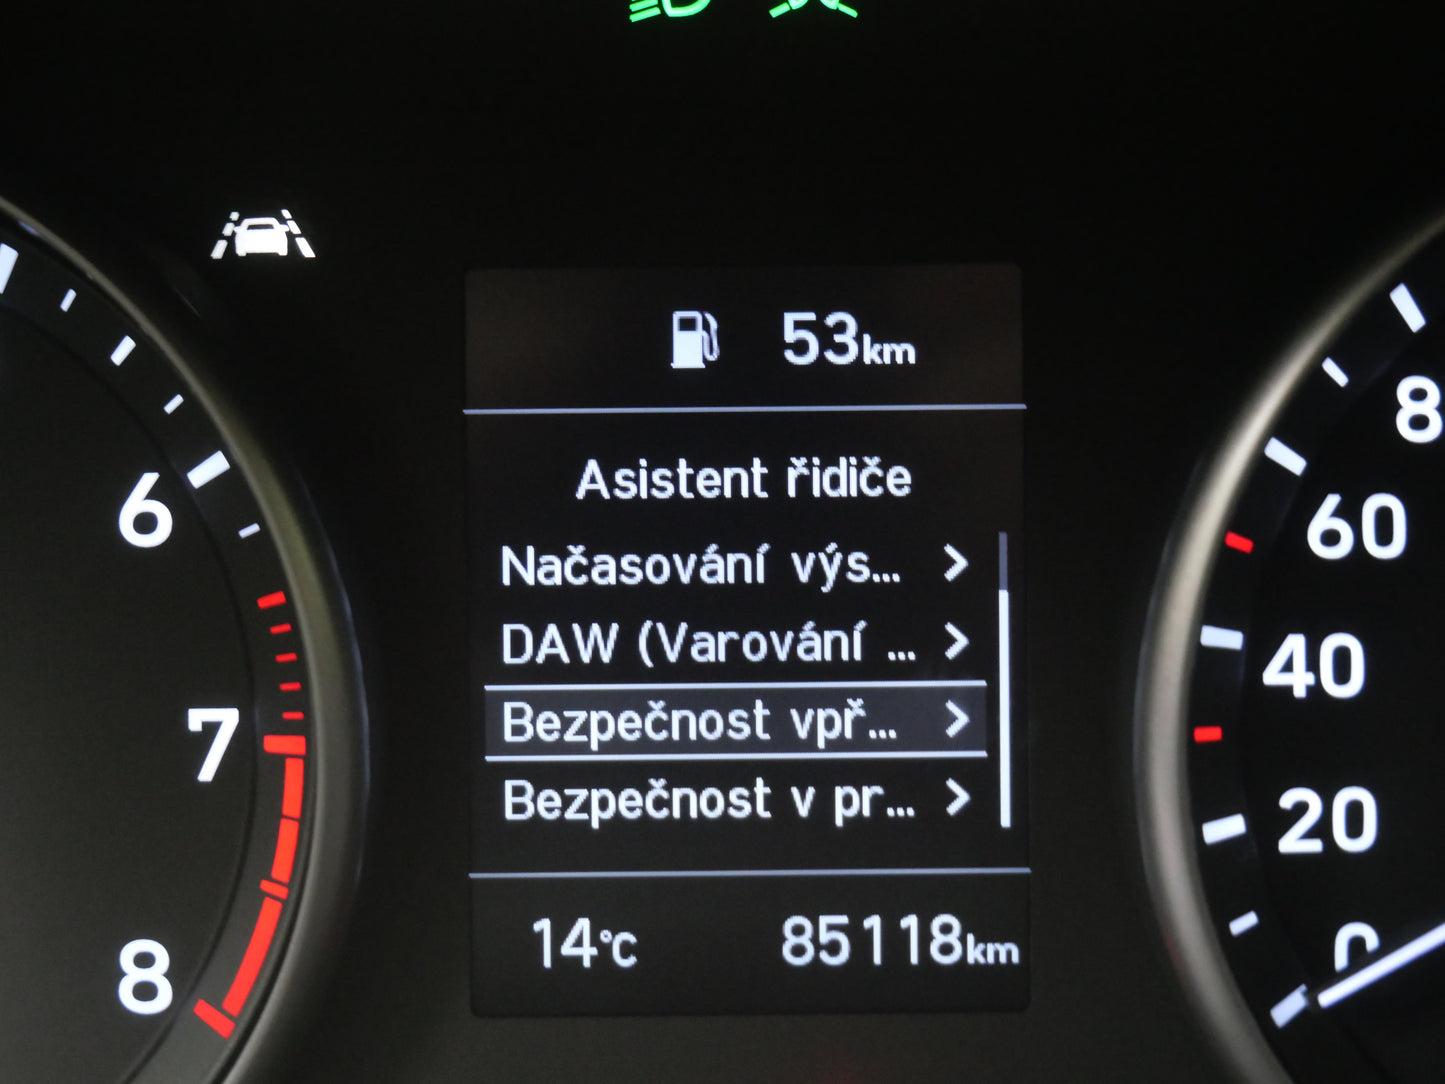 53km
Asistent řidiče
Načasování výs... >
DAW (Varování ... >
Bezpečnost vpř... >
Bezpečnost v pr... >
14°C 85118km
6
7
8
8
60
40
20
0